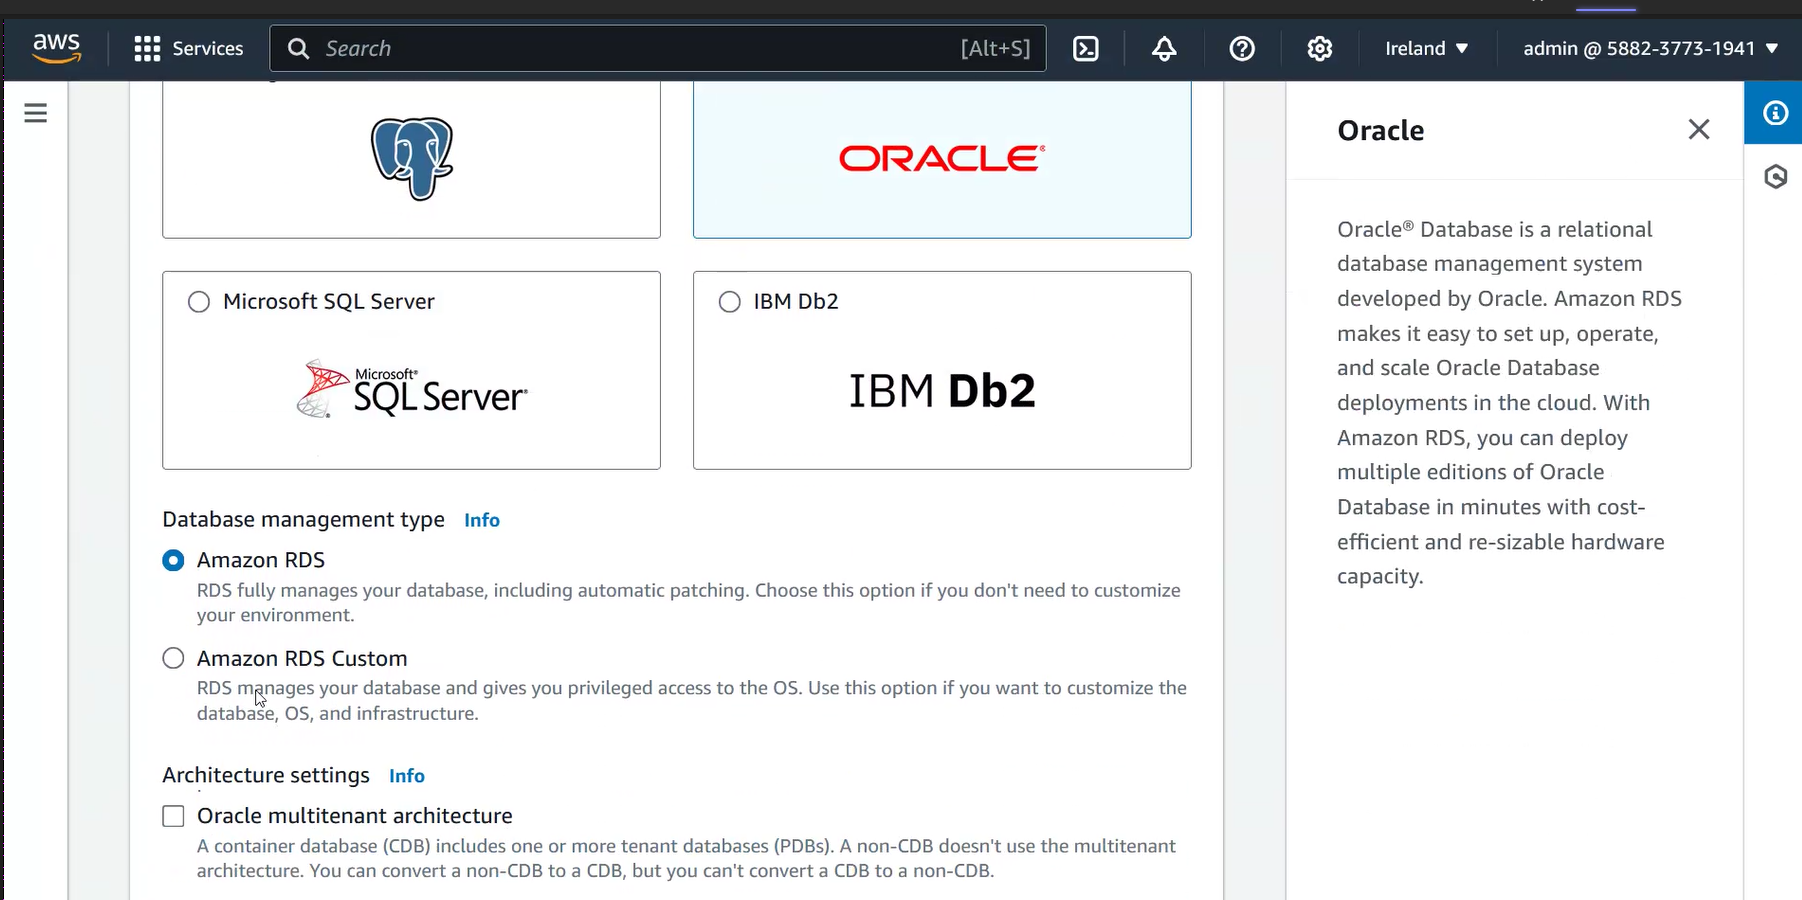 aws
Services
Search
[Alt+S]
Ireland
admin @ 5882-3773-1941
ORACLE®
Microsoft SQL Server
IBM Db2
Microsoft®
SQL Server®
IBM Db2
Database management type Info
Amazon RDS
RDS fully manages your database, including automatic patching. Choose this option if you don't need to customize
your environment.
Amazon RDS Custom
RDS manages your database and gives you privileged access to the OS. Use this option if you want to customize the
database, OS, and infrastructure.
Architecture settings Info
Oracle multitenant architecture
A container database (CDB) includes one or more tenant databases (PDBs). A non-CDB doesn't use the multitenant
architecture. You can convert a non-CDB to a CDB, but you can't convert a CDB to a non-CDB.
Oracle
Oracle® Database is a relational
database management system
developed by Oracle. Amazon RDS
makes it easy to set up, operate,
and scale Oracle Database
deployments in the cloud. With
Amazon RDS, you can deploy
multiple editions of Oracle
Database in minutes with cost-
efficient and re-sizable hardware
capacity.